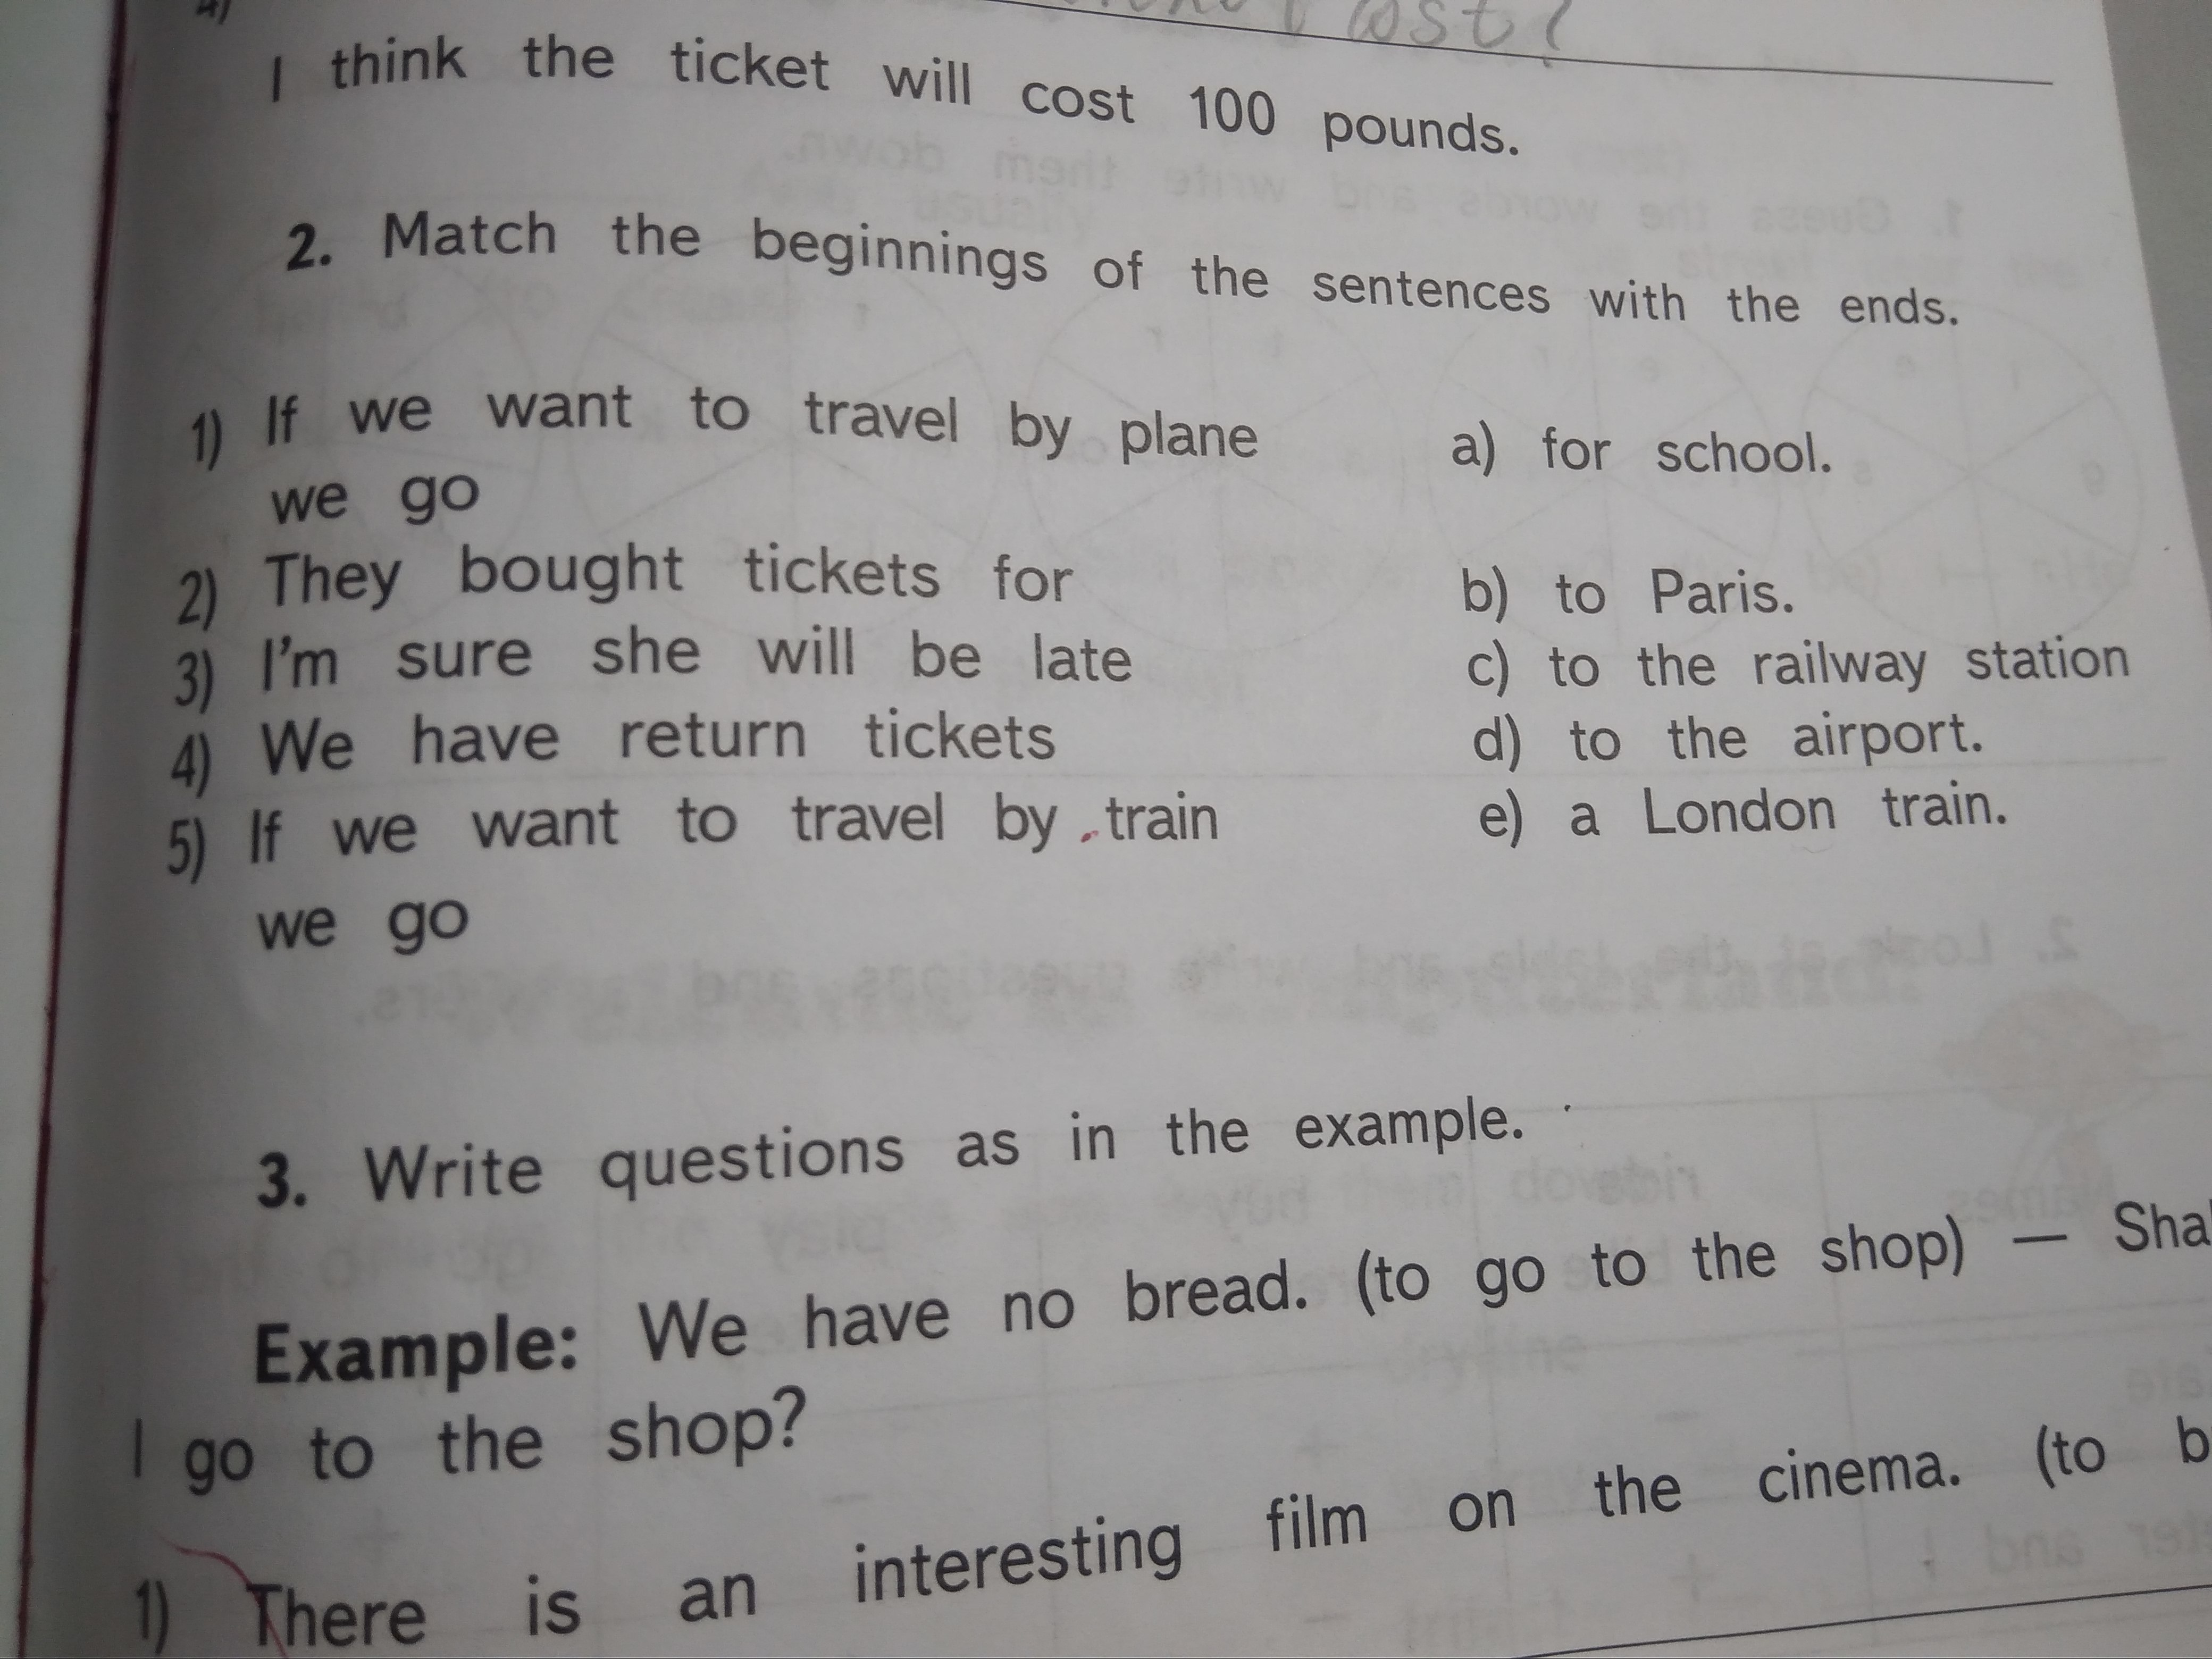 ost?
I think the ticket will cost 100 pounds.
2. Match the beginnings of the sentences with the ends.
1) If we want to travel by plane a) for school.
we go
2) They bought tickets for b) to Paris.
3) I'm sure she will be late c) to the railway station
4) We have return tickets d) to the airport.
5) If we want to travel by train e) a London train.
we go
3. Write questions as in the example.
Example: We have no bread. (to go to the shop) — Sha
I go to the shop?
1) There is an interesting film on the cinema. (to b